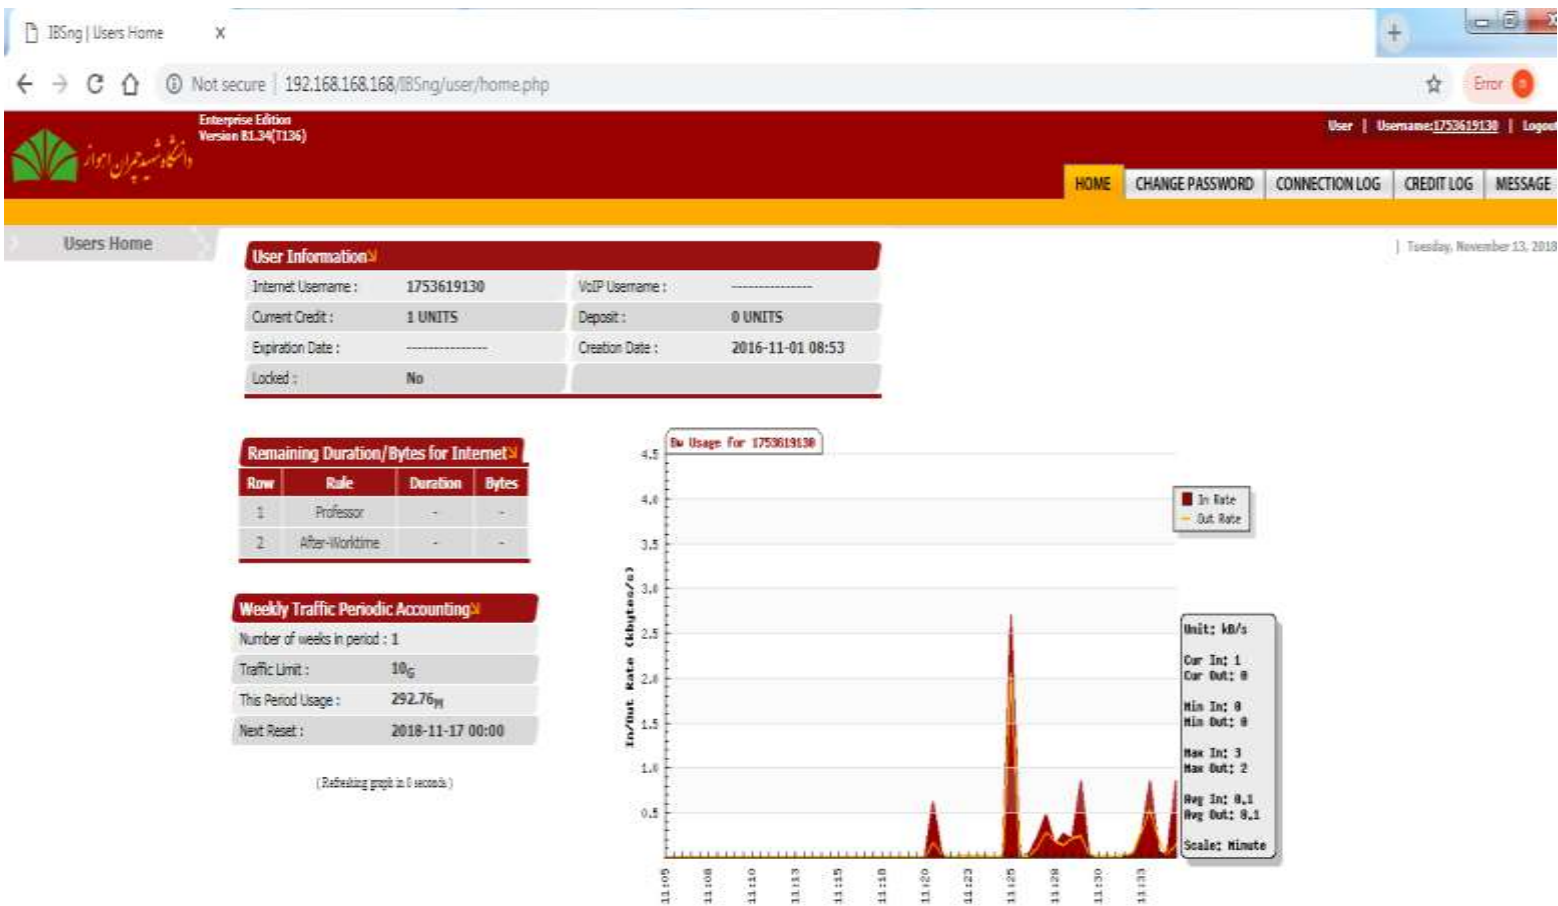 IBSng | Users Home
Not secure | 192.168.168.168/IBSng/user/home.php
Error
Enterprise Edition
Version B1.34(T136)
دانشگاه شهید چمران اهواز
User | Username:1753619130 | Logout
HOME CHANGE PASSWORD CONNECTION LOG CREDIT LOG MESSAGE
Users Home
| Tuesday, November 13, 2018
User Information
Internet Username : 1753619130 VoIP Username : ---------------
Current Credit : 1 UNITS Deposit : 0 UNITS
Expiration Date : --------------- Creation Date : 2016-11-01 08:53
Locked : No
Remaining Duration/Bytes for Internet
Row Rule Duration Bytes
1 Professor - -
2 After-Worktime - -
Weekly Traffic Periodic Accounting
Number of weeks in period : 1
Traffic Limit : 10G
This Period Usage : 292.76M
Next Reset : 2018-11-17 00:00
( Refreshing graph in 0 seconds )
Bw Usage for 1753619130
4.5
4.0
3.5
3.0
2.5
2.0
1.5
1.0
0.5
In/Out Rate (kbytes/s)
11:05 11:08 11:10 11:13 11:15 11:18 11:20 11:23 11:25 11:28 11:30 11:33
In Rate
Out Rate
Unit: kB/s
Cur In: 1
Cur Out: 0
Min In: 0
Min Out: 0
Max In: 3
Max Out: 2
Avg In: 0.1
Avg Out: 0.1
Scale: Minute